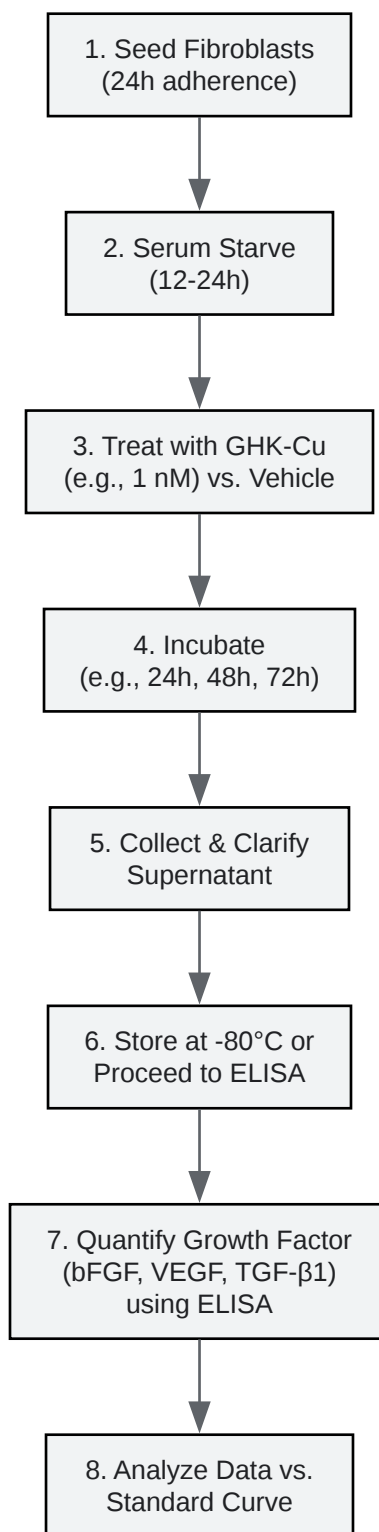 1. Seed Fibroblasts
(24h adherence)
2. Serum Starve
(12-24h)
3. Treat with GHK-Cu
(e.g., 1 nM) vs. Vehicle
4. Incubate
(e.g., 24h, 48h, 72h)
5. Collect & Clarify
Supernatant
6. Store at -80°C or
Proceed to ELISA
7. Quantify Growth Factor
(bFGF, VEGF, TGF-β1)
using ELISA
8. Analyze Data vs.
Standard Curve